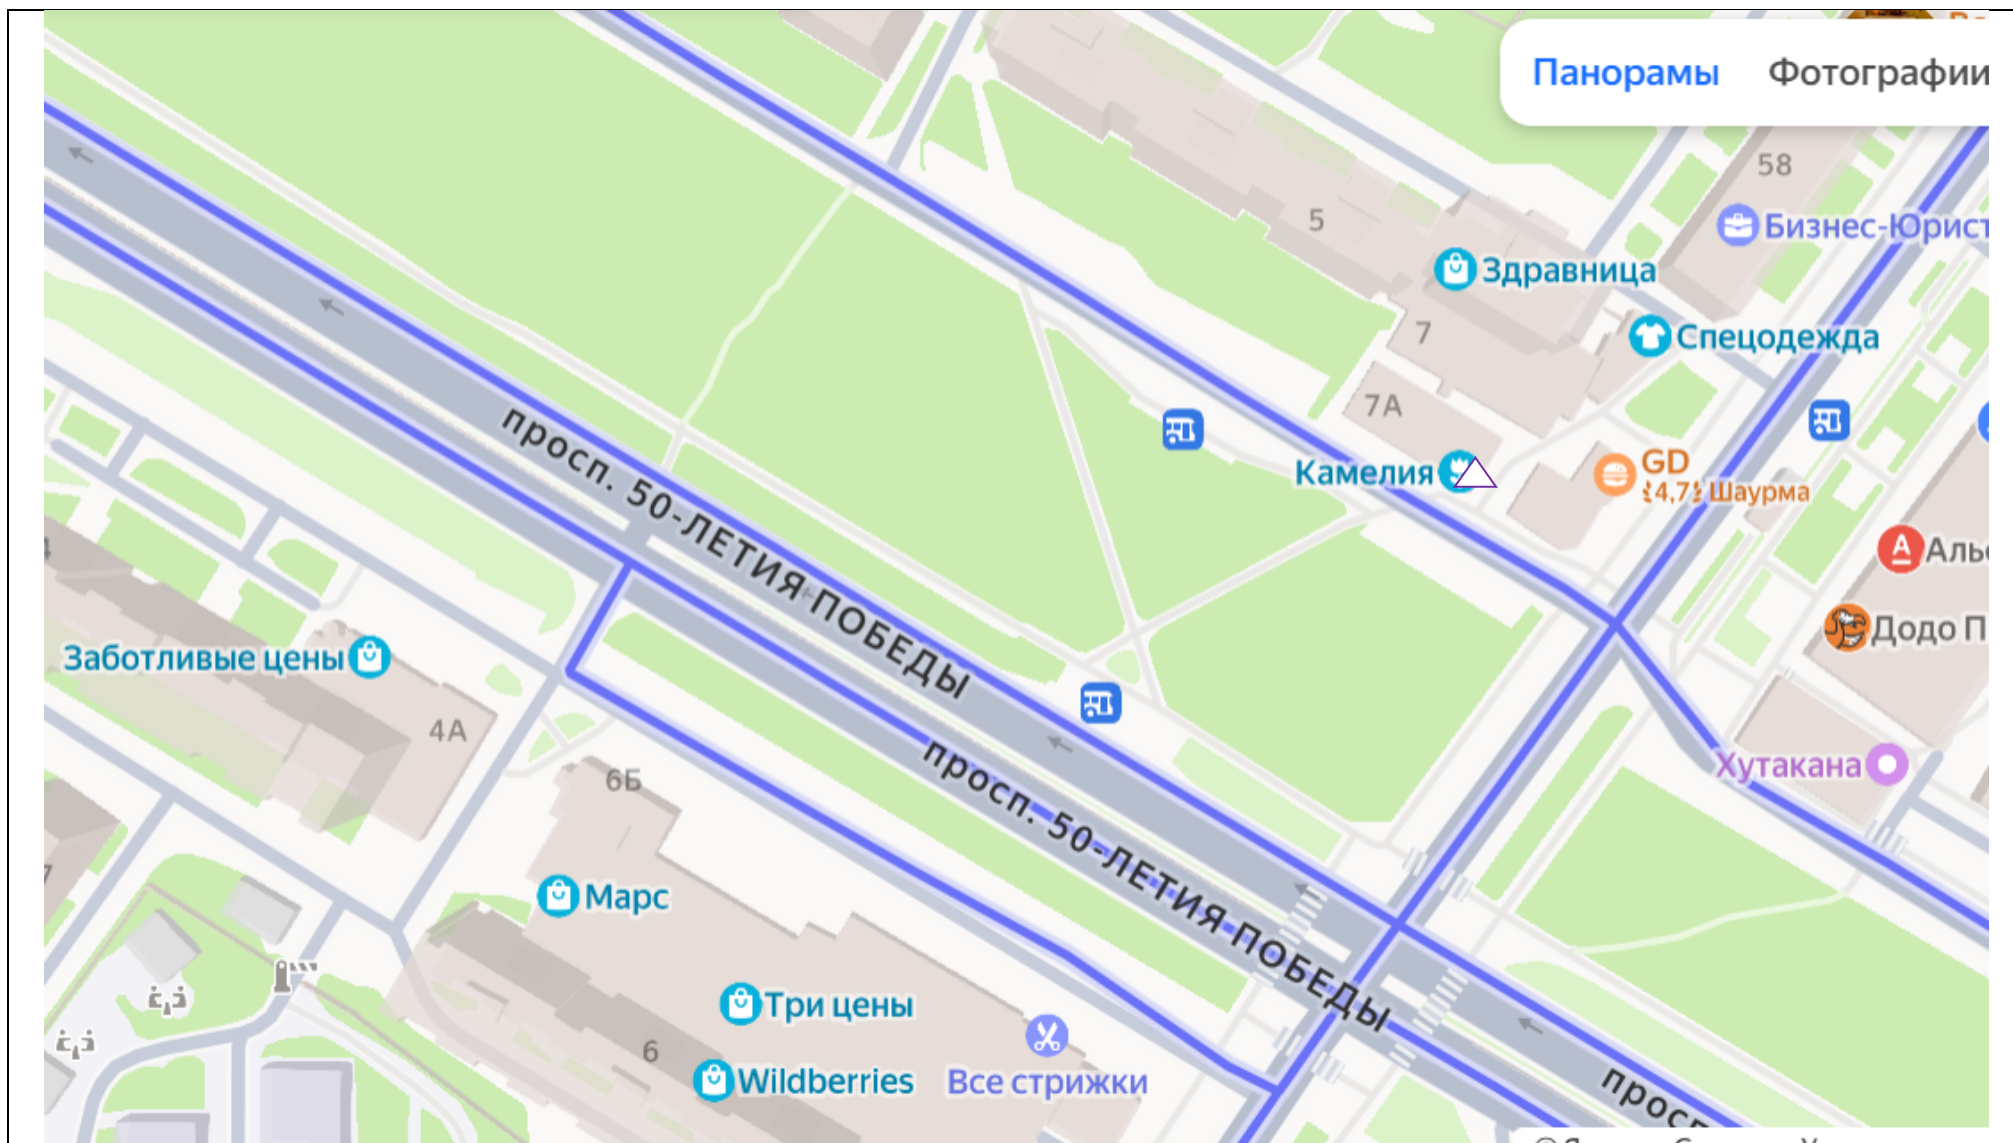 Панорамы Фотографии
58
5
Бизнес-Юрист
Здравница
7
Спецодежда
7А
GD
4,7 Шаурма
Камелия
просп. 50-ЛЕТИЯ ПОБЕДЫ
Додо П
Заботливые цены
4А
6Б
Хутакана
просп. 50-ЛЕТИЯ ПОБЕДЫ
Марс
Три цены
6
Wildberries
Все стрижки
просп